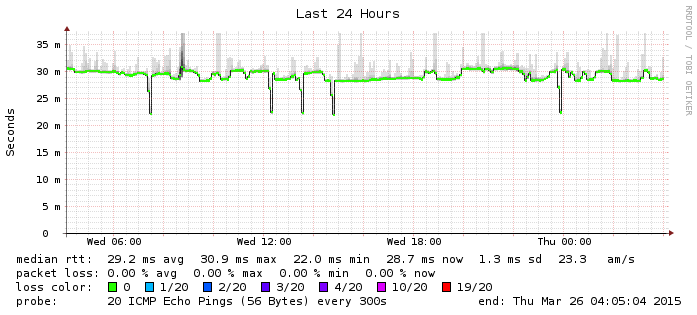 Last 24 Hours
RRDTOOL / TOBI OETIKER
Seconds
35 m
30 m
25 m
20 m
15 m
10 m
5 m
0
Wed 06:00 Wed 12:00 Wed 18:00 Thu 00:00
median rtt: 29.2 ms avg 30.9 ms max 22.0 ms min 28.7 ms now 1.3 ms sd 23.3 am/s
packet loss: 0.00 % avg 0.00 % max 0.00 % min 0.00 % now
loss color: 0 1/20 2/20 3/20 4/20 10/20 19/20
probe: 20 ICMP Echo Pings (56 Bytes) every 300s end: Thu Mar 26 04:05:04 2015